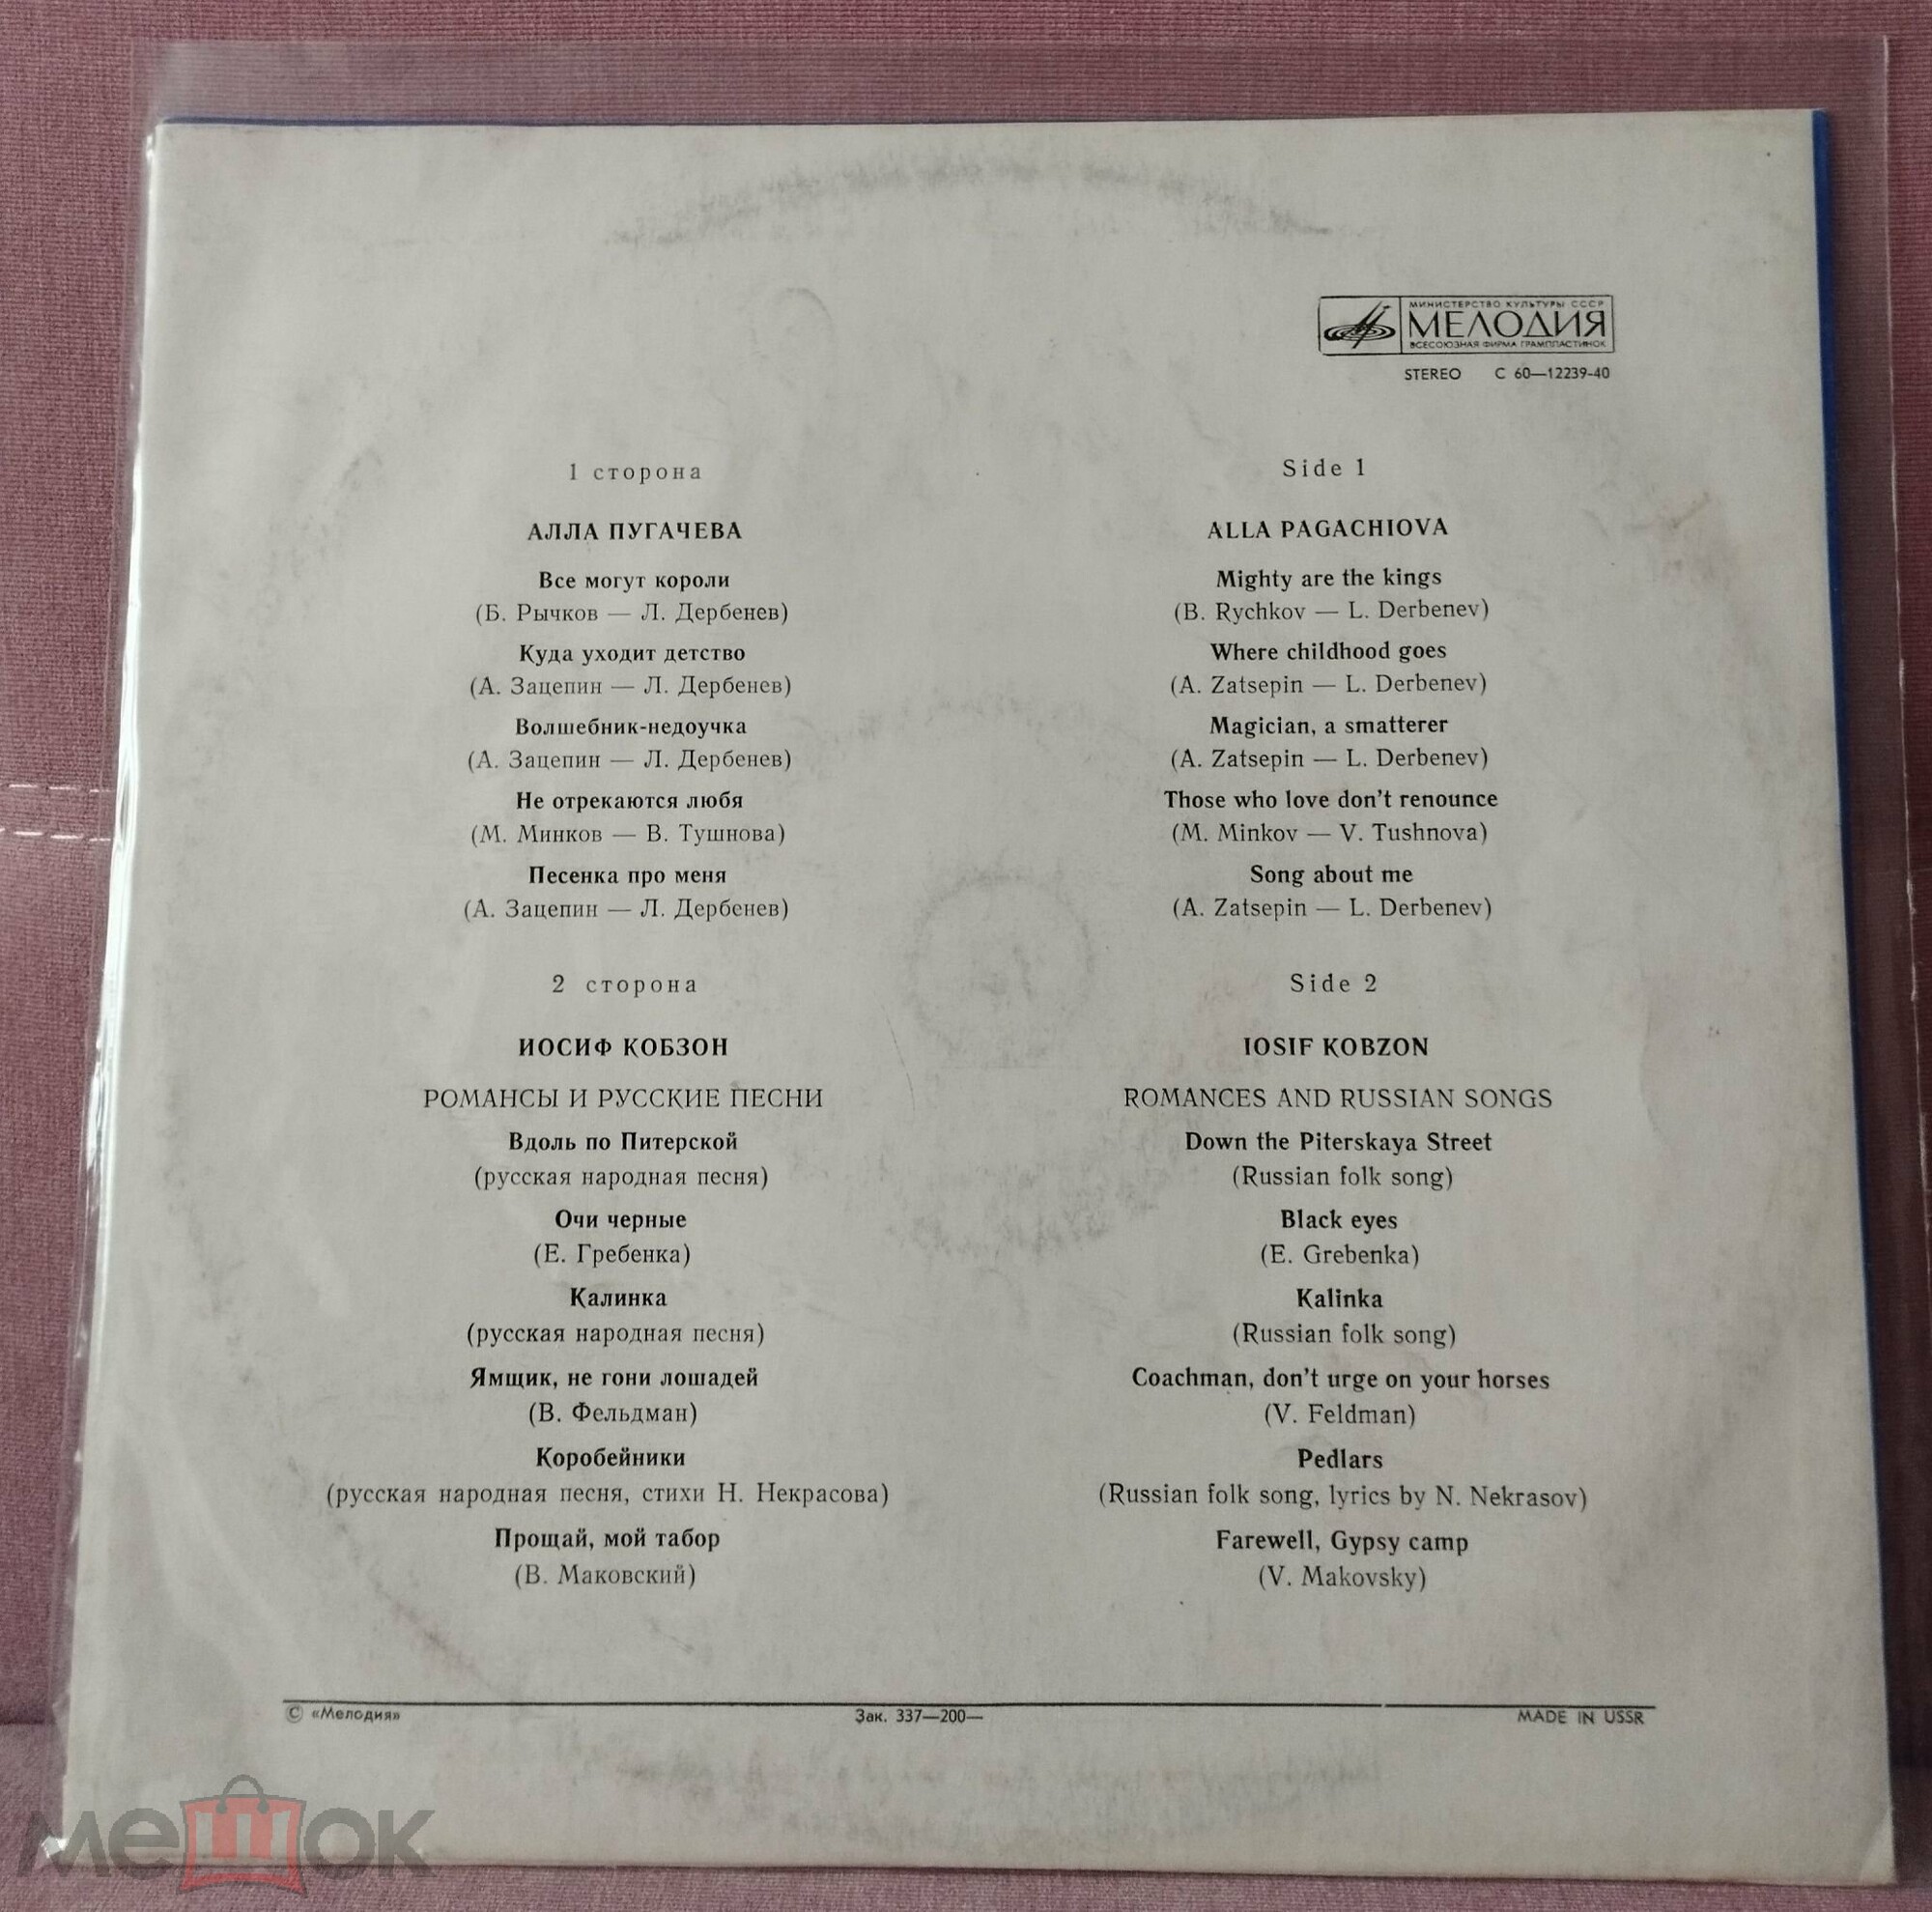 МИНИСТЕРСТВО КУЛЬТУРЫ СССР
МЕЛОДИЯ
ВСЕСОЮЗНАЯ ФИРМА ГРАМПЛАСТИНОК
STEREO С 60—12239-40
1 сторона
АЛЛА ПУГАЧЕВА
Все могут короли
(Б. Рычков — Л. Дербенев)
Куда уходит детство
(А. Зацепин — Л. Дербенев)
Волшебник-недоучка
(А. Зацепин — Л. Дербенев)
Не отрекаются любя
(М. Минков — В. Тушнова)
Песенка про меня
(А. Зацепин — Л. Дербенев)
2 сторона
ИОСИФ КОБЗОН
РОМАНСЫ И РУССКИЕ ПЕСНИ
Вдоль по Питерской
(русская народная песня)
Очи черные
(Е. Гребенка)
Калинка
(русская народная песня)
Ямщик, не гони лошадей
(В. Фельдман)
Коробейники
(русская народная песня, стихи Н. Некрасова)
Прощай, мой табор
(В. Маковский)
Side 1
ALLA PAGACHIOVA
Mighty are the kings
(B. Rychkov — L. Derbenev)
Where childhood goes
(A. Zatsepin — L. Derbenev)
Magician, a smatterer
(A. Zatsepin — L. Derbenev)
Those who love don't renounce
(M. Minkov — V. Tushnova)
Song about me
(A. Zatsepin — L. Derbenev)
Side 2
IOSIF KOBZON
ROMANCES AND RUSSIAN SONGS
Down the Piterskaya Street
(Russian folk song)
Black eyes
(E. Grebenka)
Kalinka
(Russian folk song)
Coachman, don't urge on your horses
(V. Feldman)
Pedlars
(Russian folk song, lyrics by N. Nekrasov)
Farewell, Gypsy camp
(V. Makovsky)
© «Мелодия» Зак. 337—200— MADE IN USSR
мешок